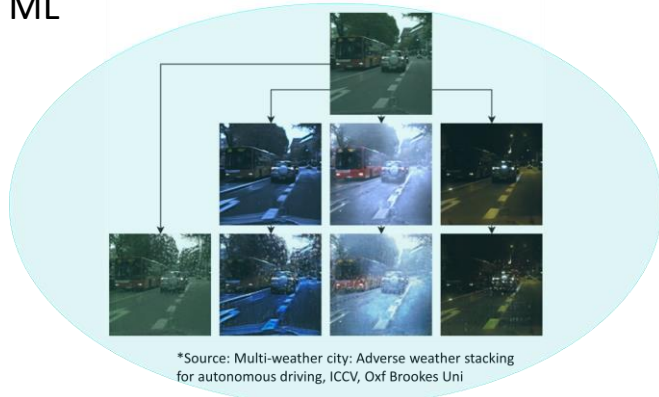 ML
*Source: Multi-weather city: Adverse weather stacking
for autonomous driving, ICCV, Oxf Brookes Uni